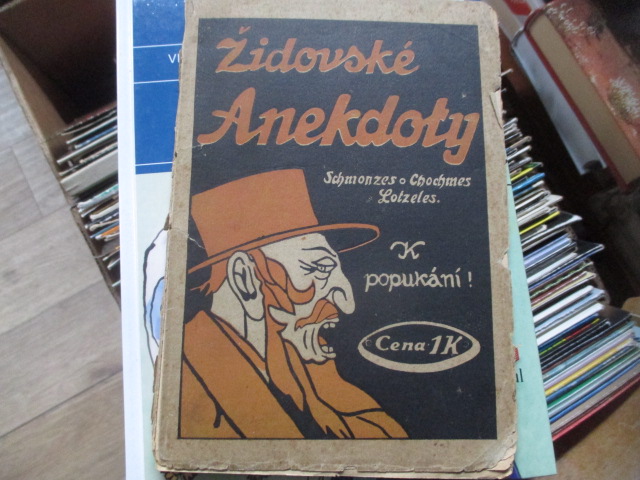 Židovské
Anekdoty
Schmonzes o Chochmes
Lotzeles.
K
popukání!
Cena 1K